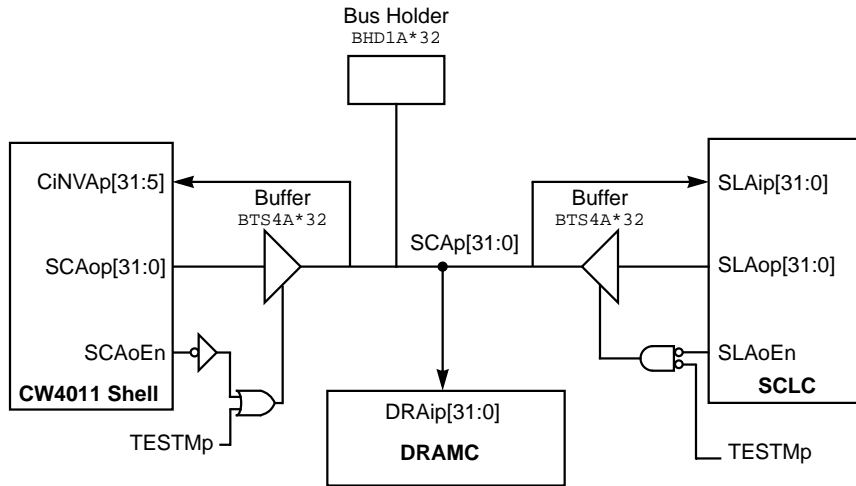 Bus Holder
BHD1A*32
CiNVAp[31:5]
Buffer
BTS4A*32
SCAp[31:0]
Buffer
BTS4A*32
SLAip[31:0]
SCAop[31:0]
SLAop[31:0]
SCAoEn
SLAoEn
CW4011 Shell
SCLC
TESTMp
DRAip[31:0]
DRAMC
TESTMp